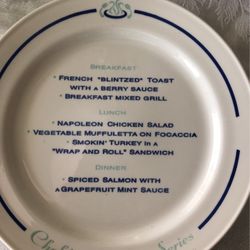 BREAKFAST
• FRENCH "BLINTZED" TOAST
WITH A BERRY SAUCE
• BREAKFAST MIXED GRILL
LUNCH
• NAPOLEON CHICKEN SALAD
• VEGETABLE MUFFULETTA ON FOCACCIA
• SMOKIN' TURKEY IN A
"WRAP AND ROLL" SANDWICH
DINNER
• SPICED SALMON WITH
A GRAPEFRUIT MINT SAUCE
Series